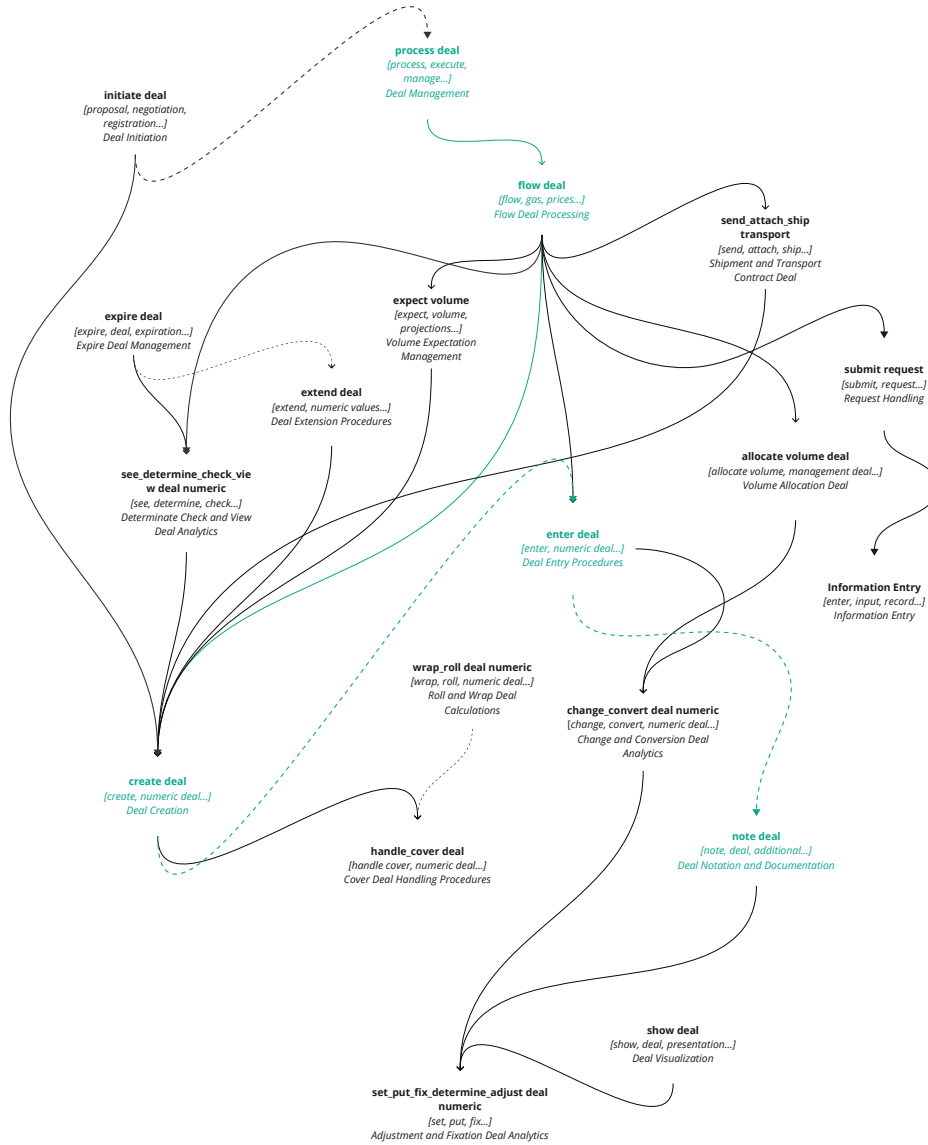 process deal
[process, execute,
manage...]
Deal Management
initiate deal
[proposal, negotiation,
registration...]
Deal Initiation
flow deal
[flow, gas, prices...]
Flow Deal Processing
send_attach_ship
transport
[send, attach, ship...]
Shipment and Transport
Contract Deal
expect volume
[expect, volume,
projections...]
Volume Expectation
Management
expire deal
[expire, deal, expiration...]
Expire Deal Management
extend deal
[extend, numeric values...]
Deal Extension Procedures
submit request
[submit, request...]
Request Handling
see_determine_check_vie
w deal numeric
[see, determine, check...]
Determinate Check and View
Deal Analytics
allocate volume deal
[allocate volume, management deal...]
Volume Allocation Deal
enter deal
[enter, numeric deal...]
Deal Entry Procedures
Information Entry
[enter, input, record...]
Information Entry
wrap_roll deal numeric
[wrap, roll, numeric deal...]
Roll and Wrap Deal
Calculations
change_convert deal numeric
[change, convert, numeric deal...]
Change and Conversion Deal
Analytics
create deal
[create, numeric deal...]
Deal Creation
handle_cover deal
[handle cover, numeric deal...]
Cover Deal Handling Procedures
note deal
[note, deal, additional...]
Deal Notation and Documentation
show deal
[show, deal, presentation...]
Deal Visualization
set_put_fix_determine_adjust deal
numeric
[set, put, fix...]
Adjustment and Fixation Deal Analytics